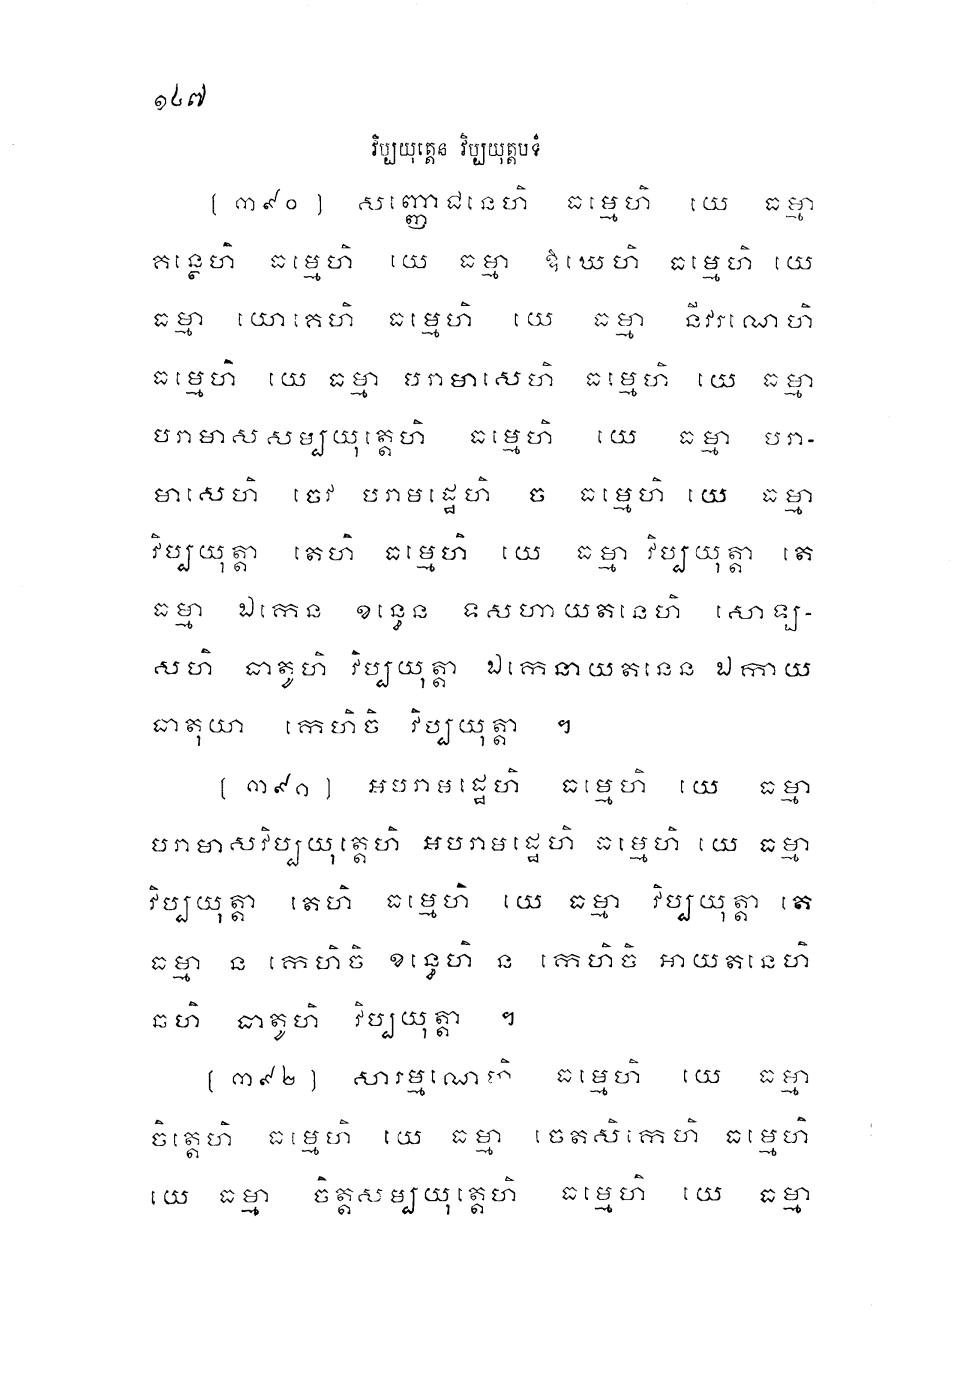 ១៤៧
វិប្បយុត្តេន វិប្បយុត្តបទំ
[ ៣៩០ ] សញ្ញោជនេហិ ធម្មេហិ យេ ធម្មា
គន្ថេហិ ធម្មេហិ យេ ធម្មា ឱឃេហិ ធម្មេហិ យេ
ធម្មា យោគេហិ ធម្មេហិ យេ ធម្មា នីវរណេហិ
ធម្មេហិ យេ ធម្មា បរាមាសេហិ ធម្មេហិ យេ ធម្មា
បរាមាសសម្បយុត្តេហិ ធម្មេហិ យេ ធម្មា បរា-
មាសេហិ ចេវ បរាមដ្ឋេហិ ច ធម្មេហិ យេ ធម្មា
វិប្បយុត្តា តេហិ ធម្មេហិ យេ ធម្មា វិប្បយុត្តា តេ
ធម្មា ឯកេន ខន្ធេន ទសហាយតនេហិ សោឡ-
សហិ ធាតូហិ វិប្បយុត្តា ឯកេនាយតនេន ឯកាយ
ធាតុយា កេហិចិ វិប្បយុត្តា ។
[ ៣៩១ ] អបរាមដ្ឋេហិ ធម្មេហិ យេ ធម្មា
បរាមាសវិប្បយុត្តេហិ អបរាមដ្ឋេហិ ធម្មេហិ យេ ធម្មា
វិប្បយុត្តា តេហិ ធម្មេហិ យេ ធម្មា វិប្បយុត្តា តេ
ធម្មា ន កេហិចិ ខន្ធេហិ ន កេហិចិ អាយតនេហិ
ឆហិ ធាតូហិ វិប្បយុត្តា ។
[ ៣៩២ ] សារម្មណេហិ ធម្មេហិ យេ ធម្មា
ចិត្តេហិ ធម្មេហិ យេ ធម្មា ចេតសិកេហិ ធម្មេហិ
យេ ធម្មា ចិត្តសម្បយុត្តេហិ ធម្មេហិ យេ ធម្មា